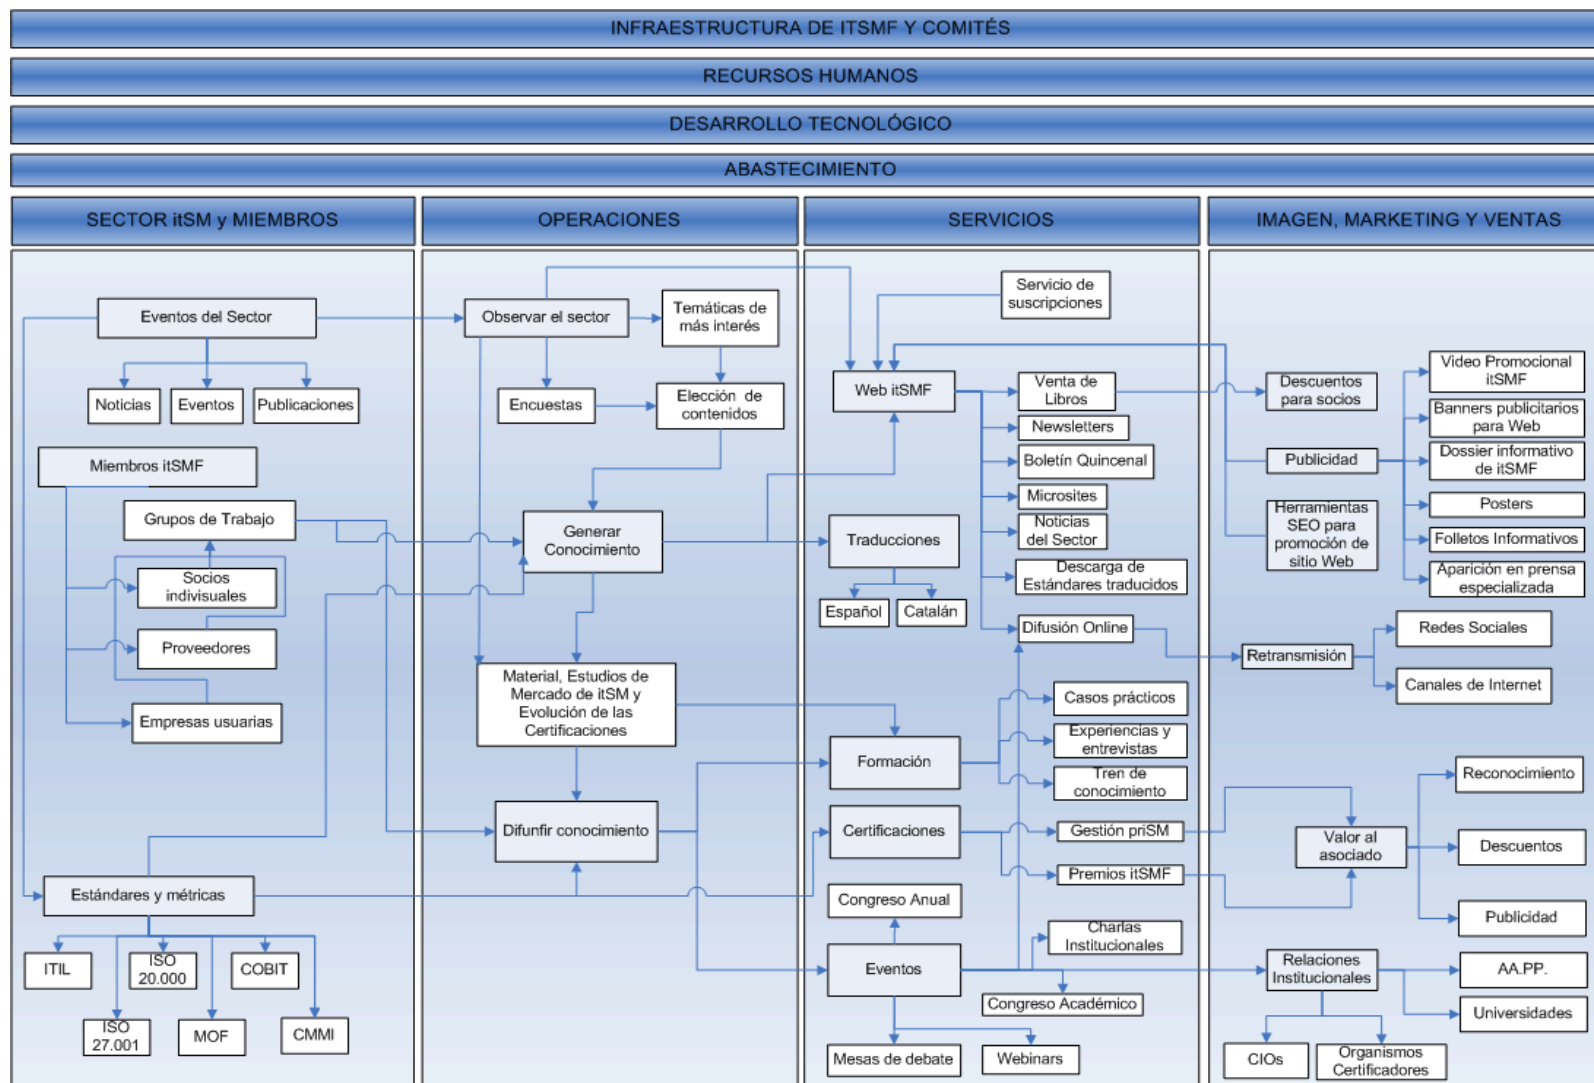 INFRAESTRUCTURA DE ITSMF Y COMITÉS
RECURSOS HUMANOS
DESARROLLO TECNOLÓGICO
ABASTECIMIENTO
SECTOR itSM y MIEMBROS
OPERACIONES
SERVICIOS
IMAGEN, MARKETING Y VENTAS
Eventos del Sector
Noticias
Eventos
Publicaciones
Miembros itSMF
Grupos de Trabajo
Socios
indivisuales
Proveedores
Empresas usuarias
Estándares y métricas
ITIL
ISO
20.000
COBIT
ISO
27.001
MOF
CMMI
Observar el sector
Temáticas de
más interés
Encuestas
Elección de
contenidos
Generar
Conocimiento
Material, Estudios de
Mercado de itSM y
Evolución de las
Certificaciones
Difunfir conocimiento
Servicio de
suscripciones
Web itSMF
Venta de
Libros
Newsletters
Boletín Quincenal
Microsites
Noticias
del Sector
Descarga de
Estándares traducidos
Difusión Online
Traducciones
Español
Catalán
Formación
Casos prácticos
Experiencias y
entrevistas
Tren de
conocimiento
Certificaciones
Gestión priSM
Premios itSMF
Congreso Anual
Charlas
Institucionales
Eventos
Congreso Académico
Mesas de debate
Webinars
Descuentos
para socios
Publicidad
Herramientas
SEO para
promoción de
sitio Web
Video Promocional
itSMF
Banners publicitarios
para Web
Dossier informativo
de itSMF
Posters
Folletos Informativos
Aparición en prensa
especializada
Retransmisión
Redes Sociales
Canales de Internet
Valor al
asociado
Reconocimiento
Descuentos
Publicidad
Relaciones
Institucionales
AA.PP.
Universidades
CIOs
Organismos
Certificadores